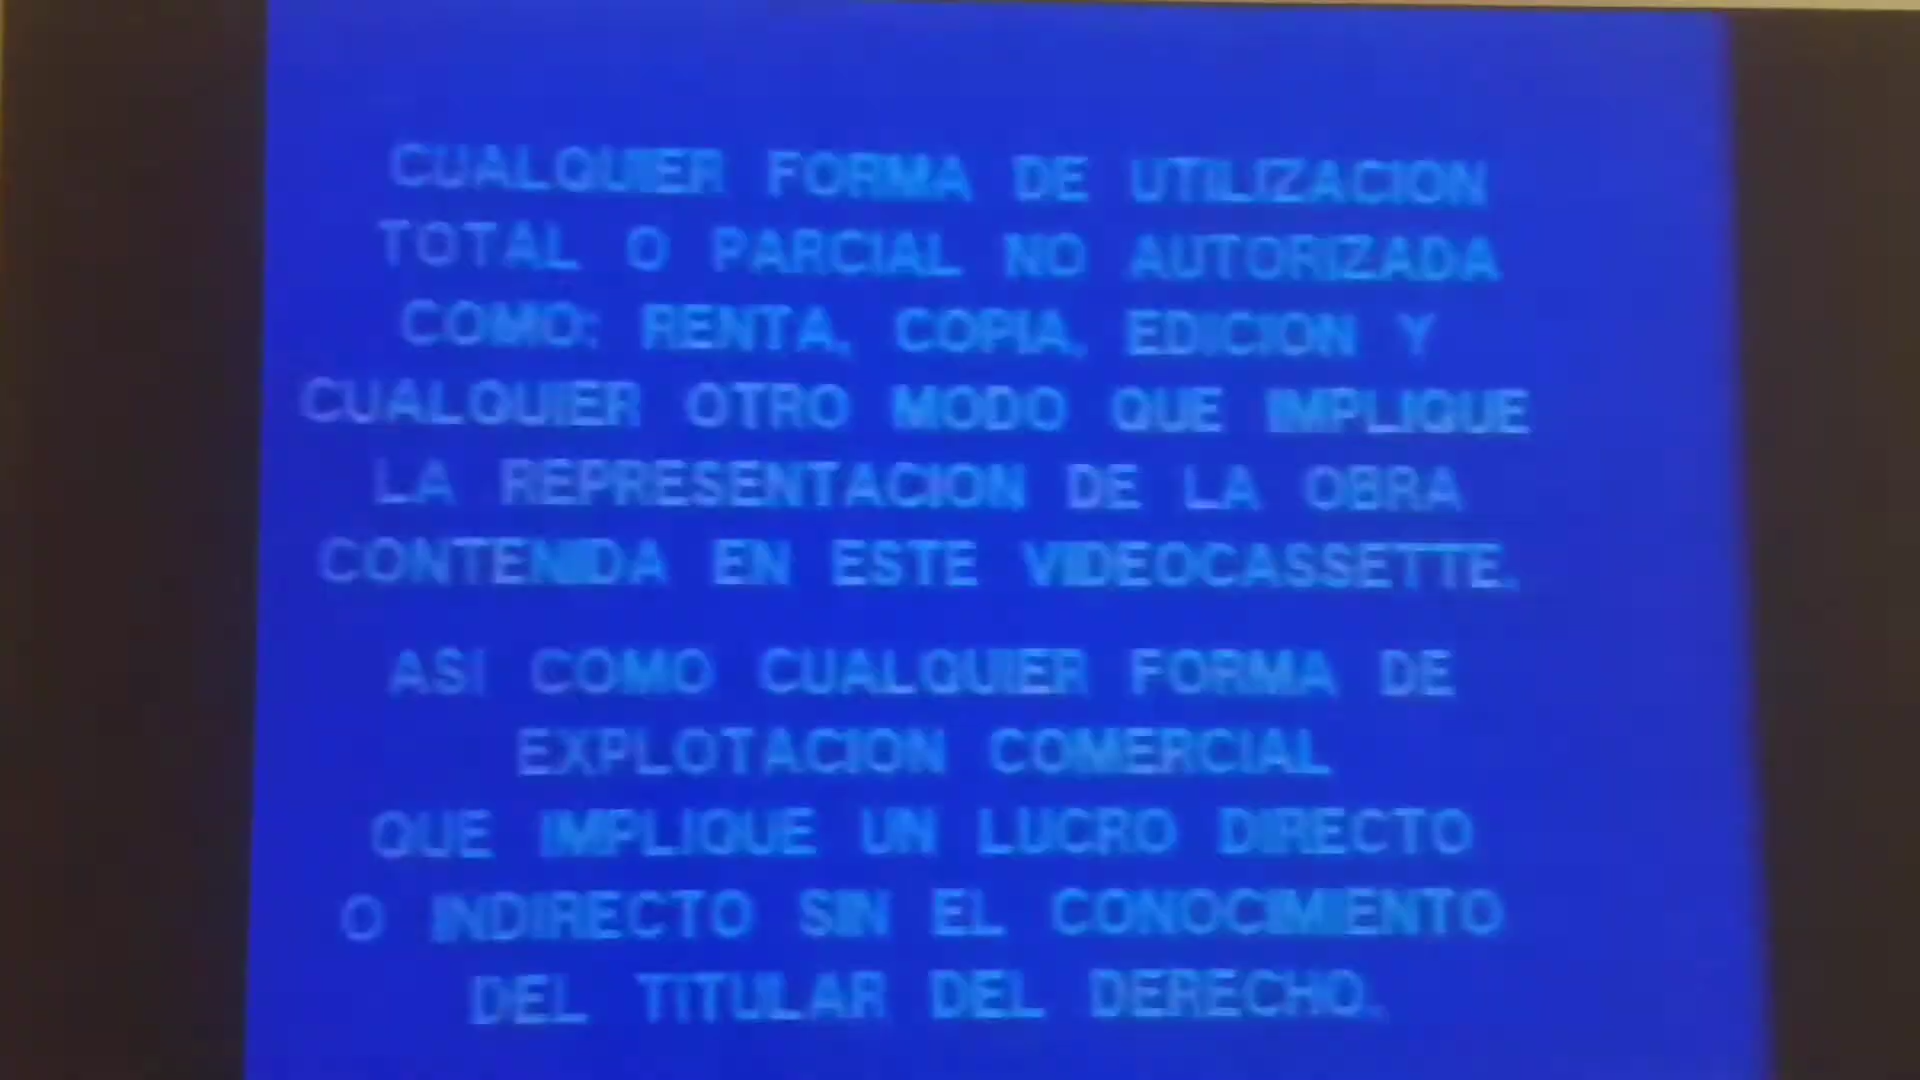 CUALQUIER FORMA DE UTILIZACION
TOTAL O PARCIAL NO AUTORIZADA
COMO: RENTA, COPIA, EDICION Y
CUALQUIER OTRO MODO QUE IMPLIQUE
LA REPRESENTACION DE LA OBRA
CONTENIDA EN ESTE VIDEOCASSETTE.
ASI COMO CUALQUIER FORMA DE
EXPLOTACION COMERCIAL
QUE IMPLIQUE UN LUCRO DIRECTO
O INDIRECTO SIN EL CONOCIMIENTO
DEL TITULAR DEL DERECHO.